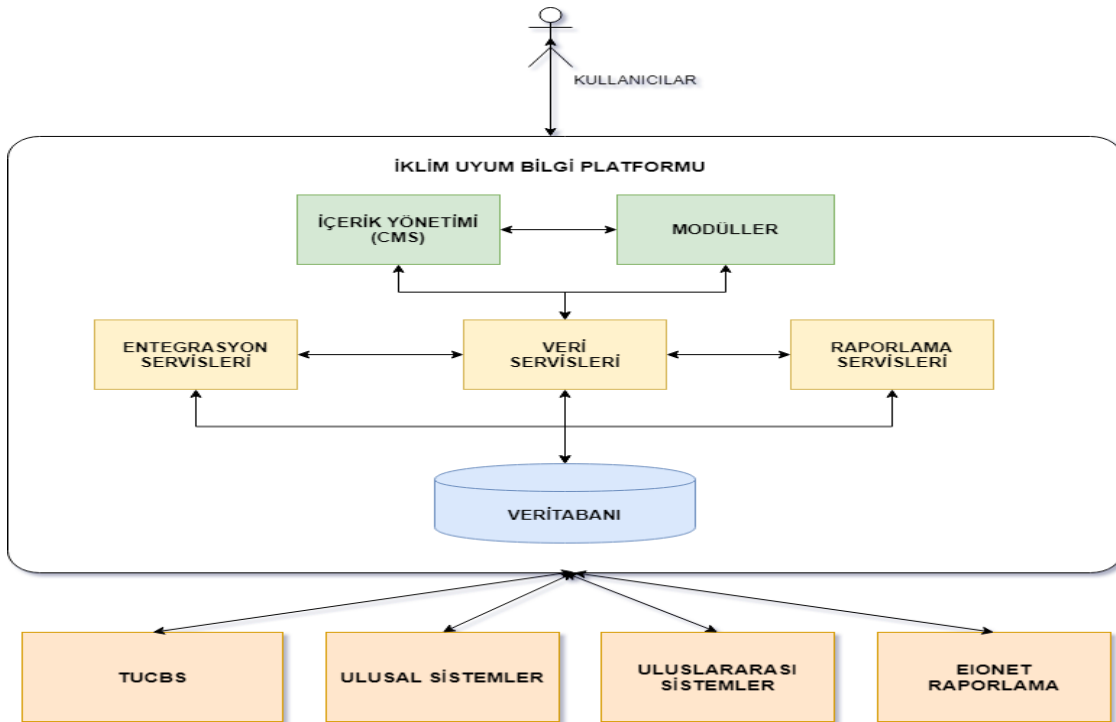 KULLANICILAR
İKLİM UYUM BİLGİ PLATFORMU
İÇERİK YÖNETİMİ
(CMS)
MODÜLLER
ENTEGRASYON
SERVİSLERİ
VERİ
SERVİSLERİ
RAPORLAMA
SERVİSLERİ
VERİTABANI
TUCBS
ULUSAL SİSTEMLER
ULUSLARARASI
SİSTEMLER
EIONET
RAPORLAMA